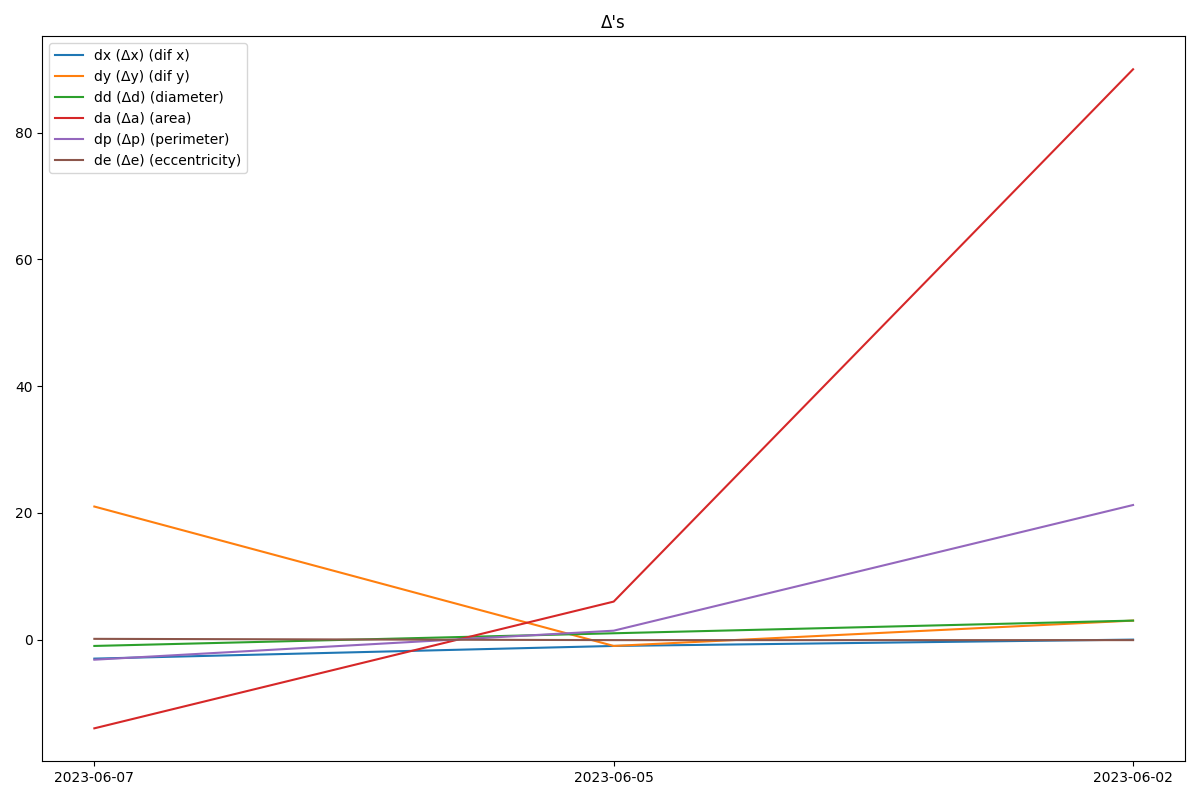 Δ's
dx (Δx) (dif x)
dy (Δy) (dif y)
dd (Δd) (diameter)
da (Δa) (area)
dp (Δp) (perimeter)
de (Δe) (eccentricity)
80
60
40
20
0
2023-06-07 2023-06-05 2023-06-02